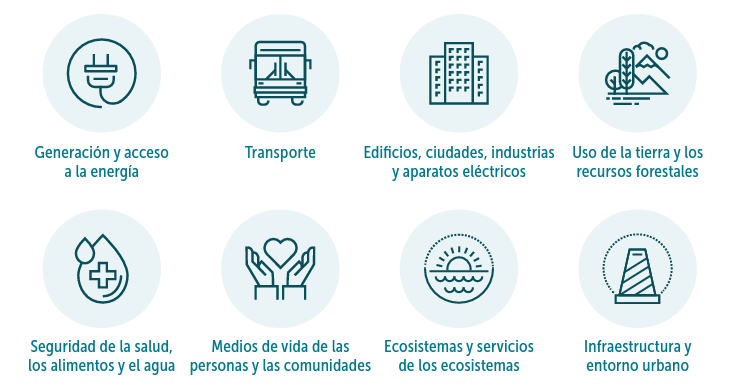 Generación y acceso
a la energía
Transporte
Edificios, ciudades, industrias
y aparatos eléctricos
Uso de la tierra y los
recursos forestales
Seguridad de la salud,
los alimentos y el agua
Medios de vida de las
personas y las comunidades
Ecosistemas y servicios
de los ecosistemas
Infraestructura y
entorno urbano